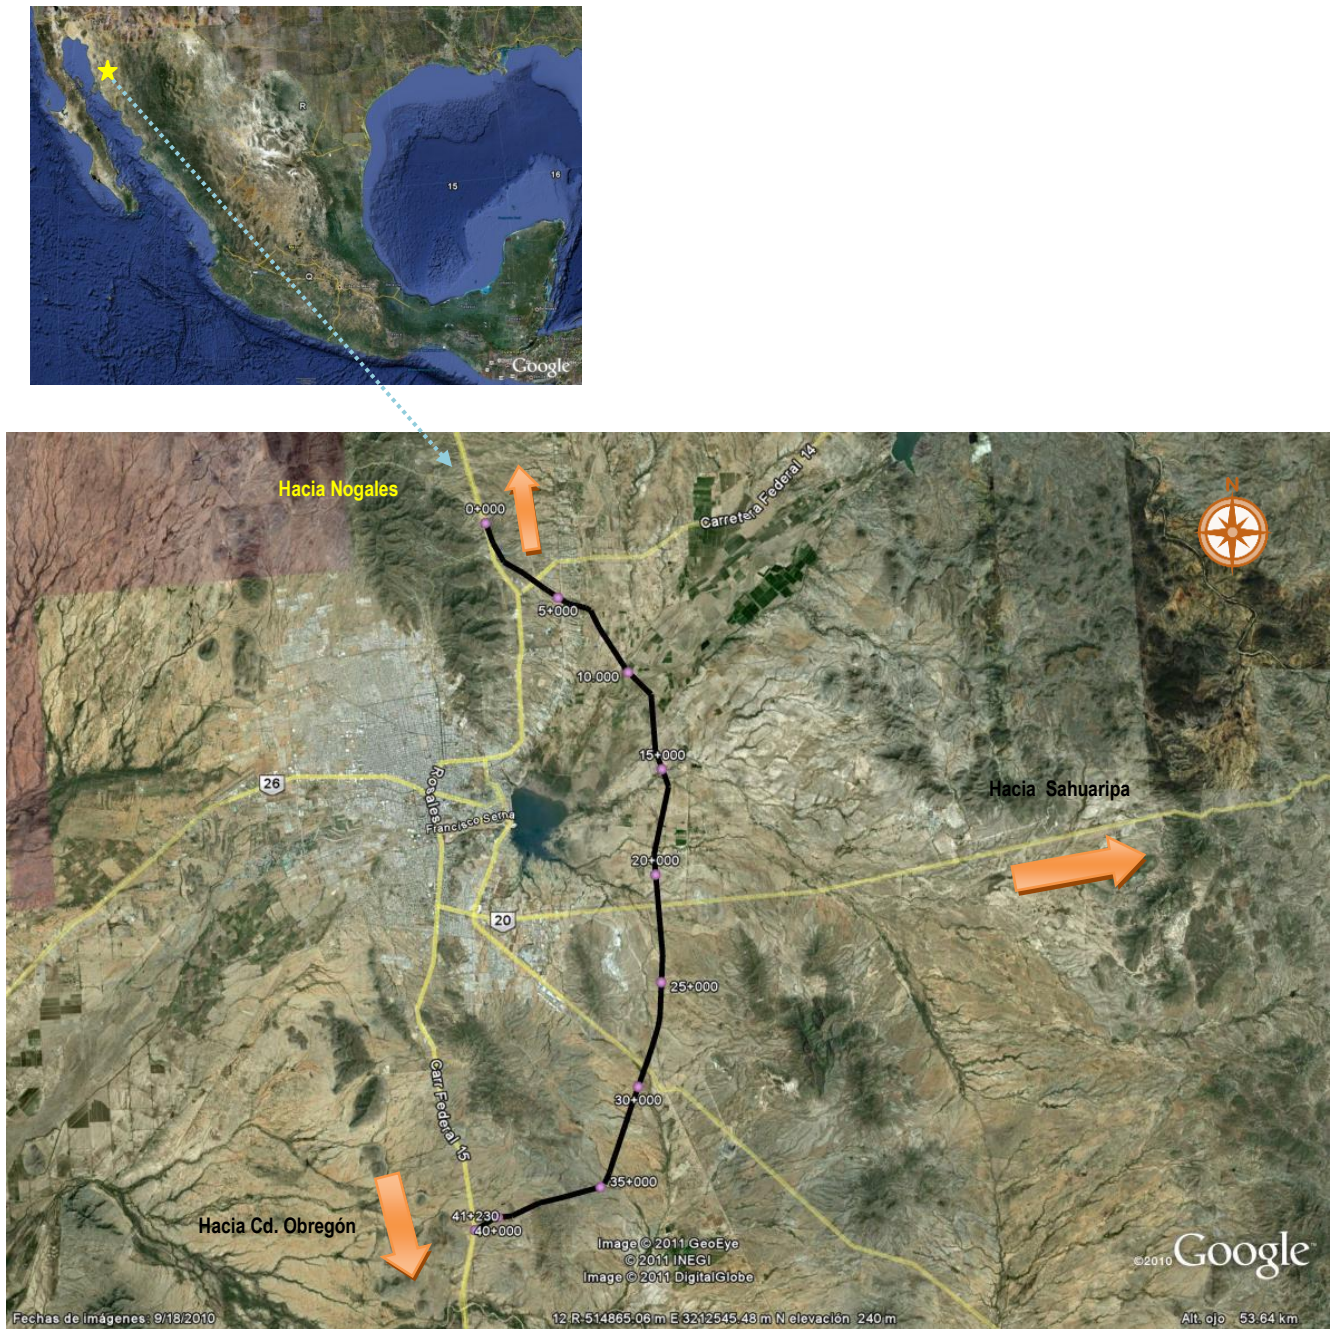 R
15
16
Q
Google
Hacia Nogales
0+000
Carretera Federal 14
N
5+000
10.000
15+000
Hacia Sahuaripa
26
Rosales
Francisco Serna
20+000
20
25+000
Carr Federal 15
30+000
35+000
41+230
40+000
Hacia Cd. Obregón
Image © 2011 GeoEye
© 2011 INEGI
Image © 2011 DigitalGlobe
©2010 Google
Fechas de imágenes: 9/18/2010
12 R 514865.06 m E 3212545.48 m N elevación 240 m
Alt. ojo 53.64 km